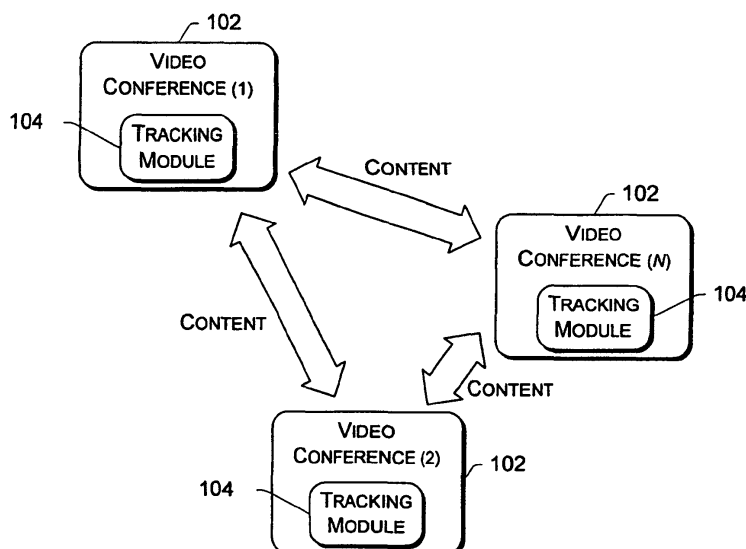 102
VIDEO
CONFERENCE (1)
104
TRACKING
MODULE
CONTENT
102
VIDEO
CONFERENCE (N)
TRACKING
MODULE
104
CONTENT
CONTENT
VIDEO
CONFERENCE (2)
102
104
TRACKING
MODULE